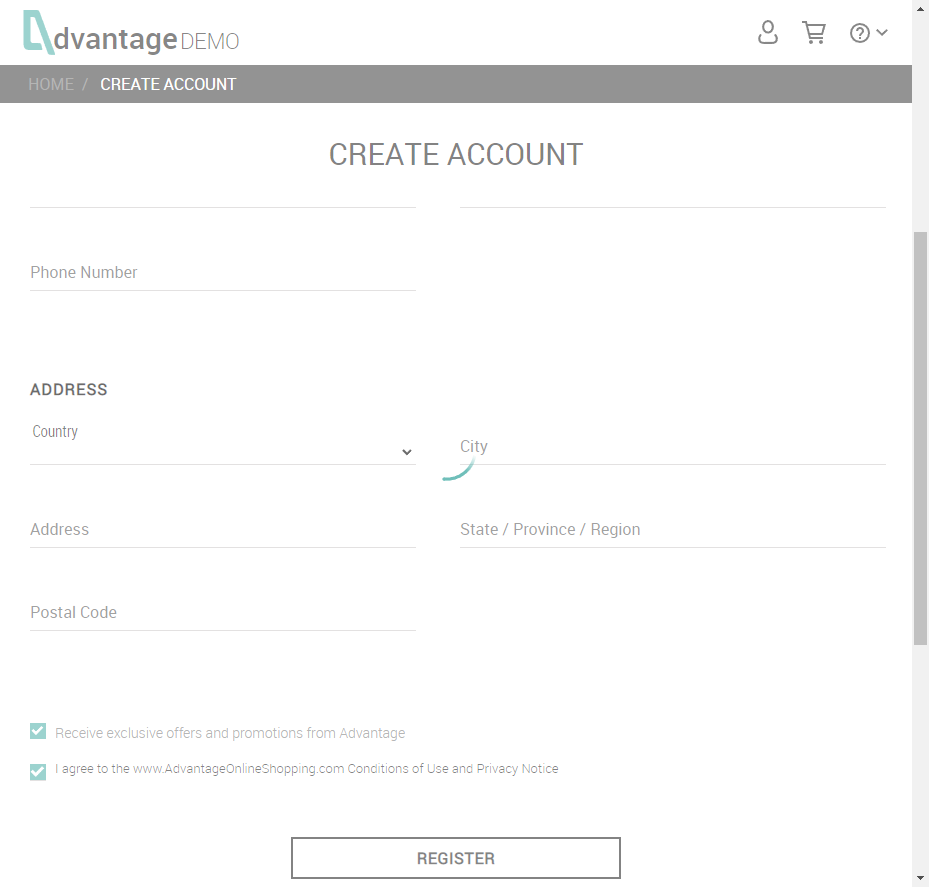 dvantage DEMO
HOME / CREATE ACCOUNT
CREATE ACCOUNT
Phone Number
ADDRESS
Country
City
Address
State / Province / Region
Postal Code
Receive exclusive offers and promotions from Advantage
I agree to the www.AdvantageOnlineShopping.com Conditions of Use and Privacy Notice
REGISTER